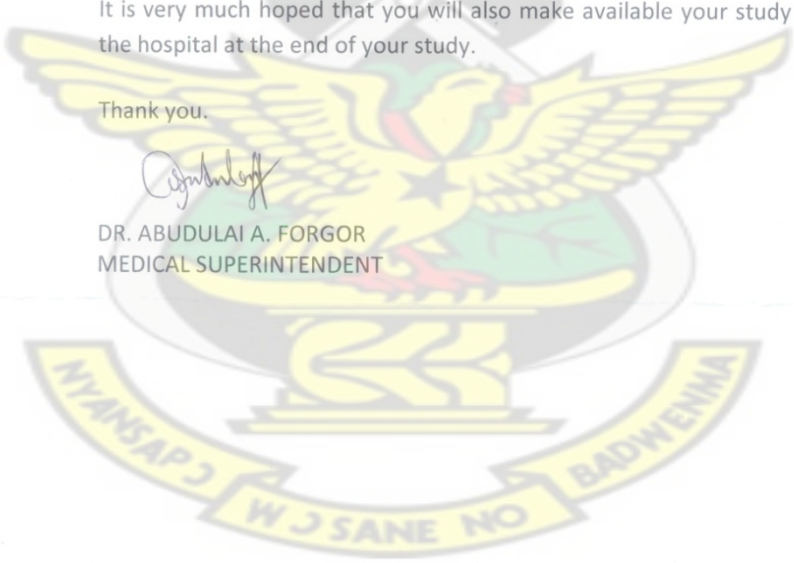 It is very much hoped that you will also make available your study
the hospital at the end of your study.
Thank you.
DR. ABUDULAI A. FORGOR
MEDICAL SUPERINTENDENT
NYANSAPƆ WƆSANE NO BADWENMA